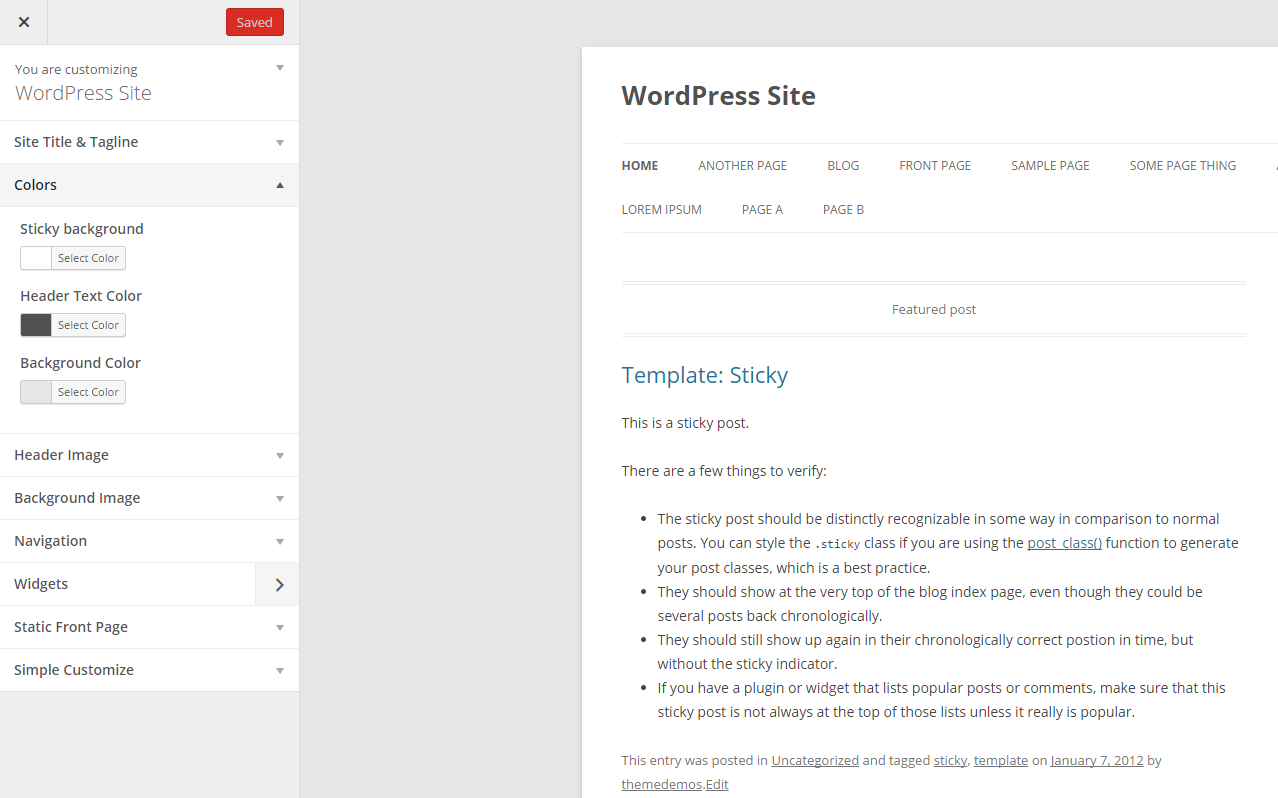 Saved
You are customizing
WordPress Site
Site Title & Tagline
Colors
Sticky background
Select Color
Header Text Color
Select Color
Background Color
Select Color
Header Image
Background Image
Navigation
Widgets
Static Front Page
Simple Customize
WordPress Site
HOME ANOTHER PAGE BLOG FRONT PAGE SAMPLE PAGE SOME PAGE THING
LOREM IPSUM PAGE A PAGE B
Featured post
Template: Sticky
This is a sticky post.
There are a few things to verify:
The sticky post should be distinctly recognizable in some way in comparison to normal
posts. You can style the .sticky class if you are using the post_class() function to generate
your post classes, which is a best practice.
They should show at the very top of the blog index page, even though they could be
several posts back chronologically.
They should still show up again in their chronologically correct postion in time, but
without the sticky indicator.
If you have a plugin or widget that lists popular posts or comments, make sure that this
sticky post is not always at the top of those lists unless it really is popular.
This entry was posted in Uncategorized and tagged sticky, template on January 7, 2012 by
themedemos.Edit